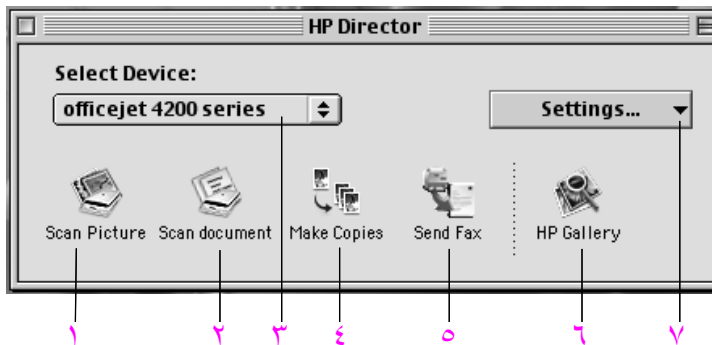 HP Director
Select Device:
officejet 4200 series
Settings...
Scan Picture
Scan document
Make Copies
Send Fax
HP Gallery
١ ٢ ٣ ٤ ٥ ٦ ٧